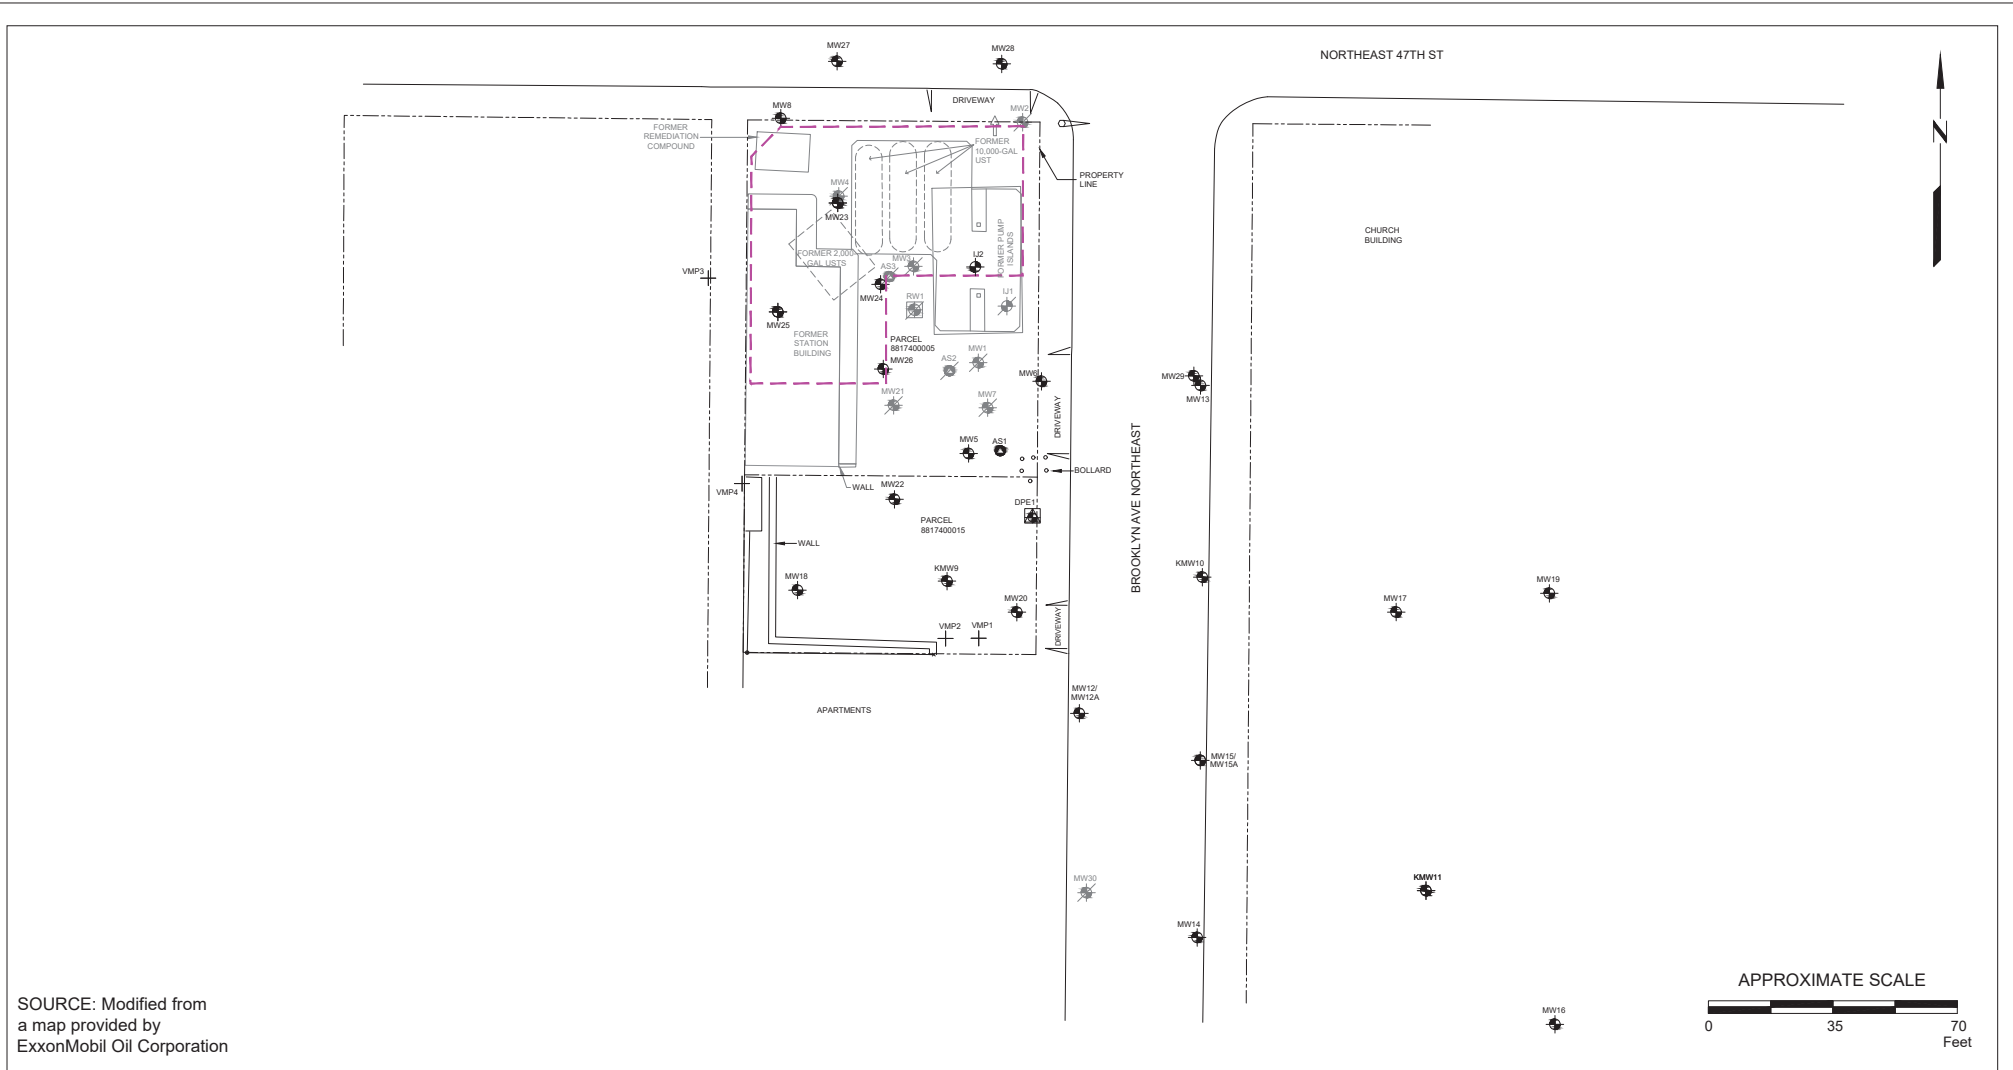 MW27
MW28
NORTHEAST 47TH ST
DRIVEWAY
MW8
MW2
FORMER
REMEDIATION
COMPOUND
FORMER
10,000-GAL
UST
N
PROPERTY
LINE
MW4
MW23
FORMER PUMP
ISLANDS
CHURCH
BUILDING
FORMER 2,000-
GAL USTS
MW3
IJ2
AS3
VMP3
MW24
RW1
IJ1
MW25
FORMER
STATION
BUILDING
PARCEL
8817400005
MW26
AS2
MW1
MW6
MW29
MW13
MW21
MW7
DRIVEWAY
BROOKLYN AVE NORTHEAST
MW5
AS1
BOLLARD
VMP4
WALL
MW22
DPE1
PARCEL
8817400015
WALL
MW18
KMW9
KMW10
MW19
MW20
MW17
VMP2
VMP1
DRIVEWAY
MW12/
MW12A
APARTMENTS
MW15/
MW15A
MW30
KMW11
MW14
APPROXIMATE SCALE
SOURCE: Modified from
a map provided by
ExxonMobil Oil Corporation
MW16
0 35 70
Feet